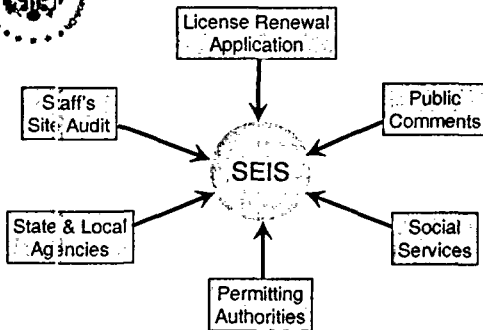 License Renewal
Application
Staff's
Site Audit
Public
Comments
SEIS
State & Local
Agencies
Social
Services
Permitting
Authorities